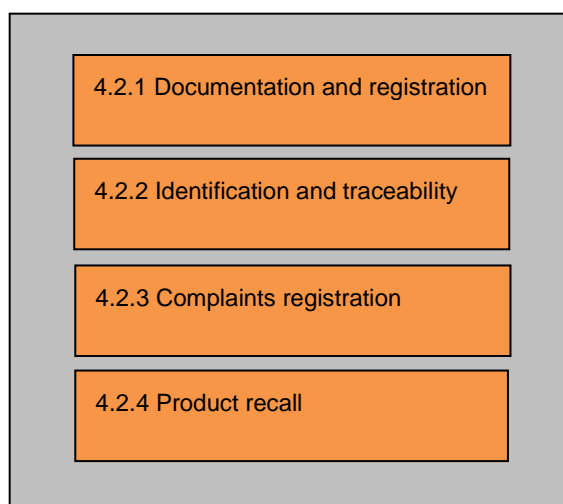 4.2.1 Documentation and registration
4.2.2 Identification and traceability
4.2.3 Complaints registration
4.2.4 Product recall